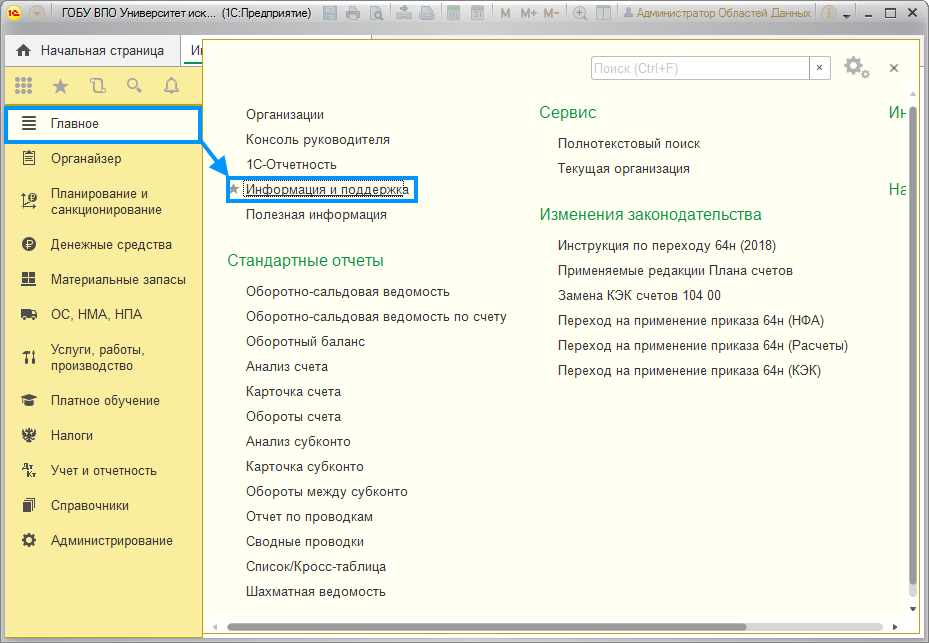 ГОБУ ВПО Университет иск... (1С:Предприятие)
M M+ M-
Администратор Областей Данных
Начальная страница
Поиск (Ctrl+F)
Главное
Органайзер
Планирование и
санкционирование
Денежные средства
Материальные запасы
ОС, НМА, НПА
Услуги, работы,
производство
Платное обучение
Налоги
Учет и отчетность
Справочники
Администрирование
Организации
Консоль руководителя
1С-Отчетность
Информация и поддержка
Полезная информация
Стандартные отчеты
Оборотно-сальдовая ведомость
Оборотно-сальдовая ведомость по счету
Оборотный баланс
Анализ счета
Карточка счета
Обороты счета
Анализ субконто
Карточка субконто
Обороты между субконто
Отчет по проводкам
Сводные проводки
Список/Кросс-таблица
Шахматная ведомость
Сервис
Полнотекстовый поиск
Текущая организация
Изменения законодательства
Инструкция по переходу 64н (2018)
Применяемые редакции Плана счетов
Замена КЭК счетов 104 00
Переход на применение приказа 64н (НФА)
Переход на применение приказа 64н (Расчеты)
Переход на применение приказа 64н (КЭК)